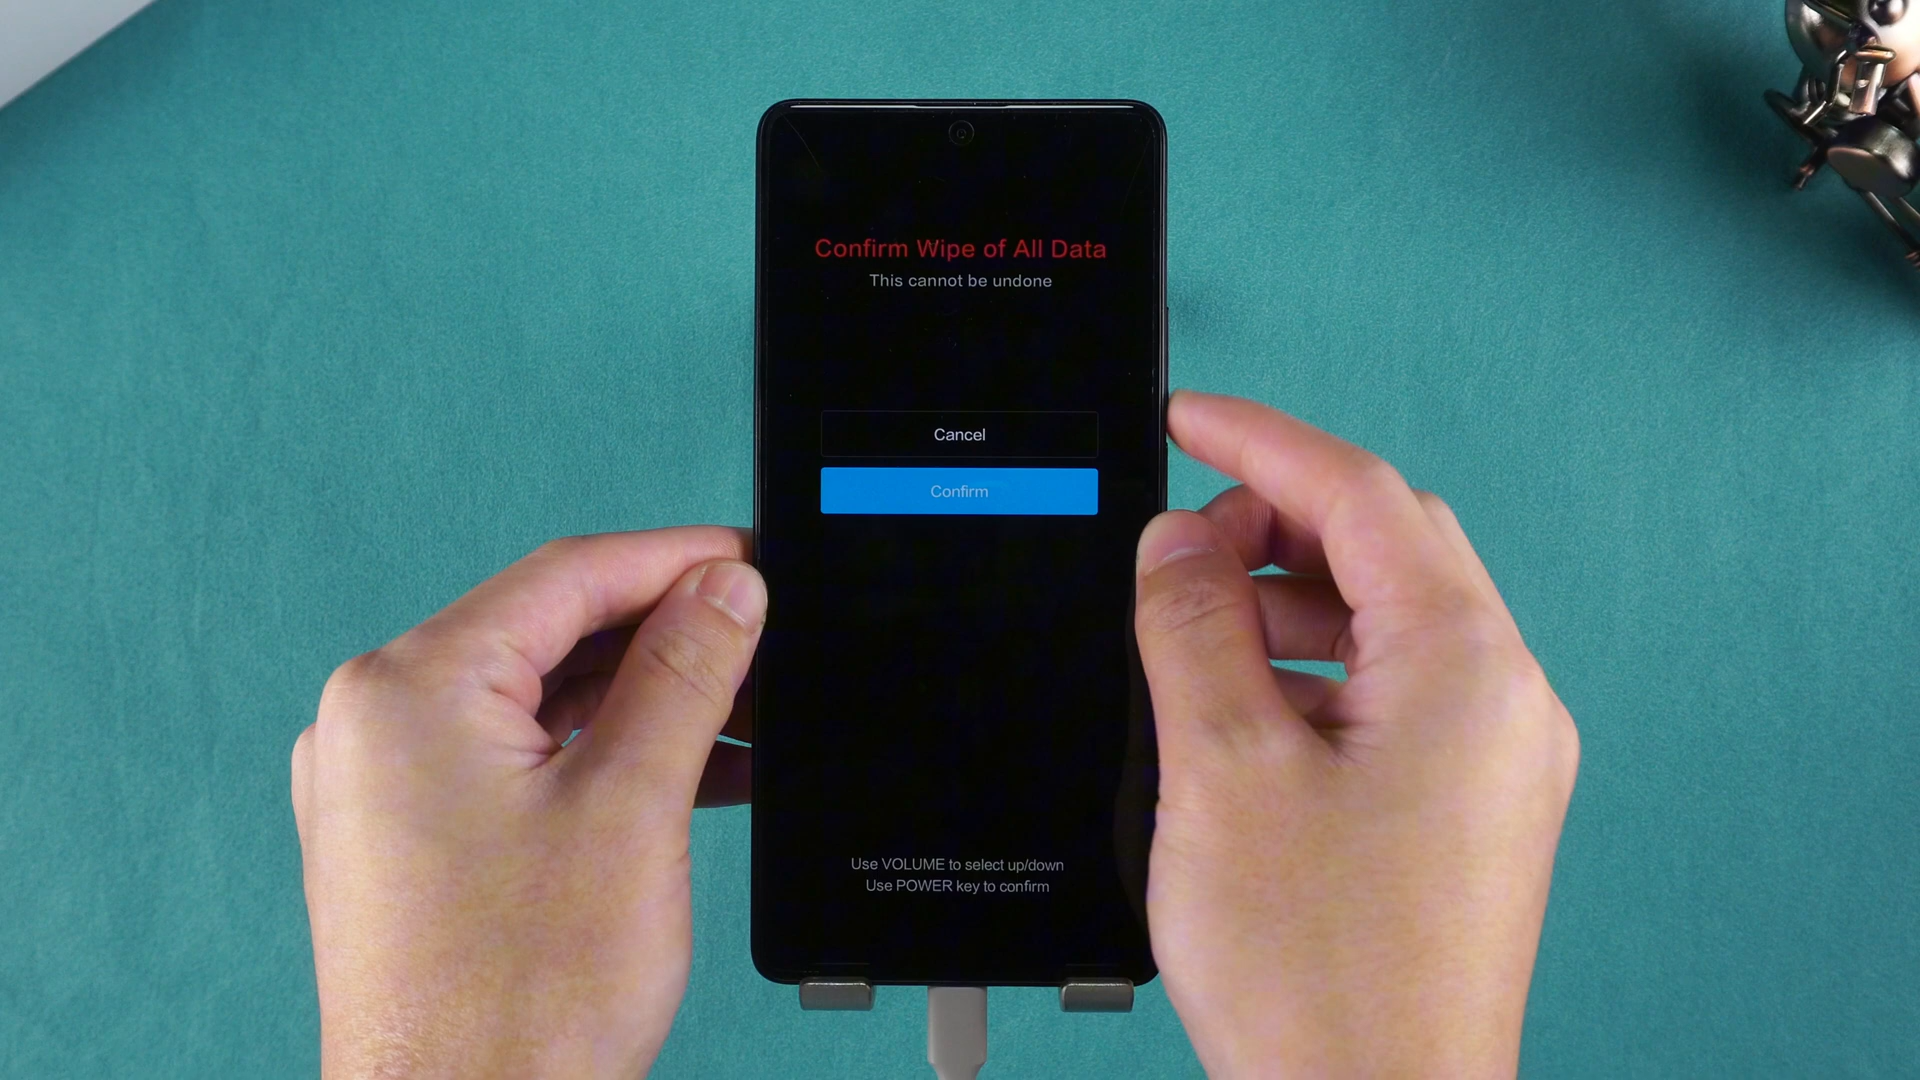 Confirm Wipe of All Data
This cannot be undone
Cancel
Confirm
Use VOLUME to select up/down
Use POWER key to confirm